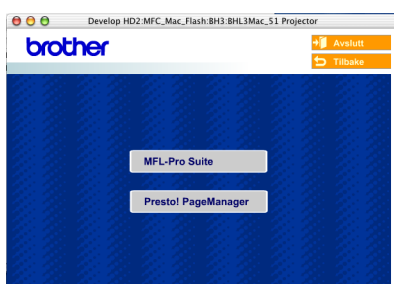 Develop HD2:MFC_Mac_Flash:BH3:BHL3Mac_51 Projector
brother
Avslutt
Tilbake
MFL-Pro Suite
Presto! PageManager